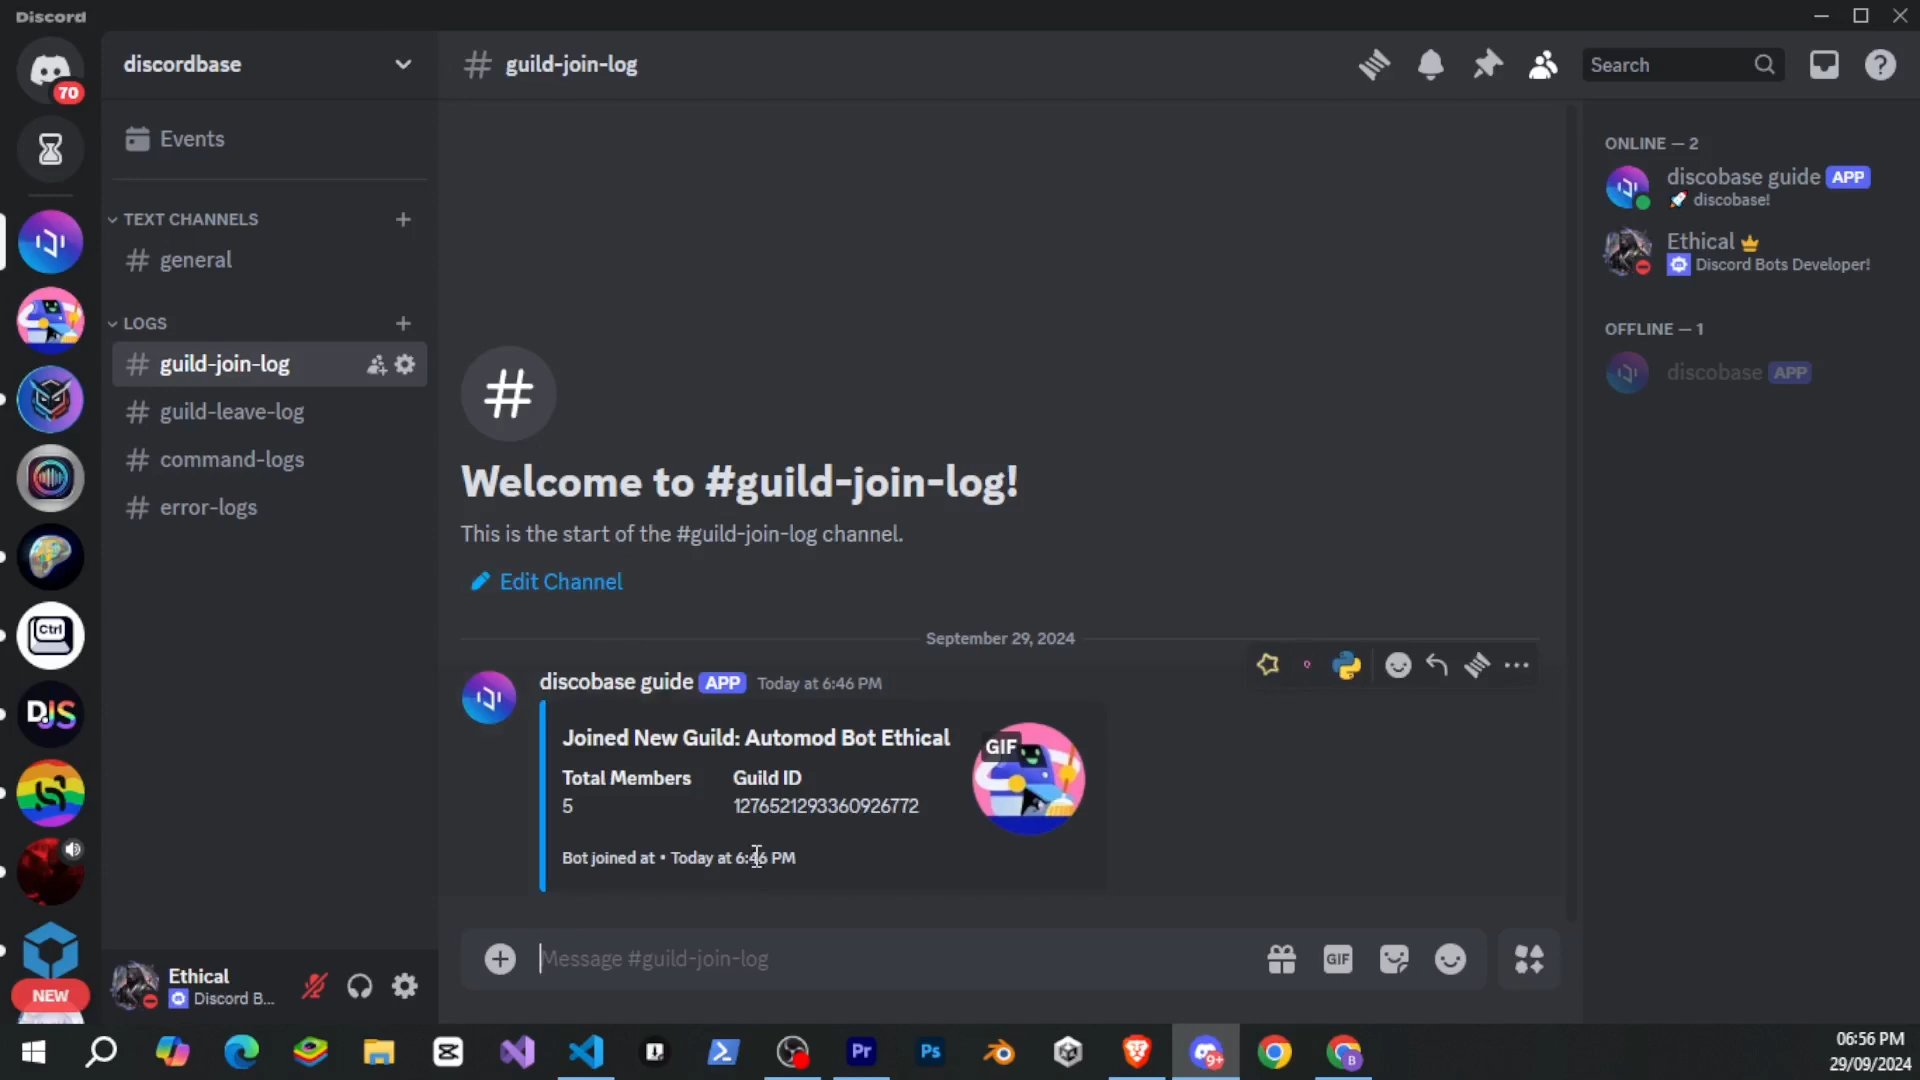 Discord
70
discordbase
Events
TEXT CHANNELS
general
LOGS
guild-join-log
guild-leave-log
command-logs
error-logs
Ctrl
DJS
NEW
Ethical
Discord B...
guild-join-log
Search
Welcome to #guild-join-log!
This is the start of the #guild-join-log channel.
Edit Channel
September 29, 2024
discobase guide APP Today at 6:46 PM
Joined New Guild: Automod Bot Ethical
GIF
Total Members Guild ID
5 1276521293360926772
Bot joined at • Today at 6:46 PM
Message #guild-join-log
GIF
ONLINE — 2
discobase guide APP
🚀 discobase!
Ethical
Discord Bots Developer!
OFFLINE — 1
discobase APP
Pr
Ps
9+
B
06:56 PM
29/09/2024